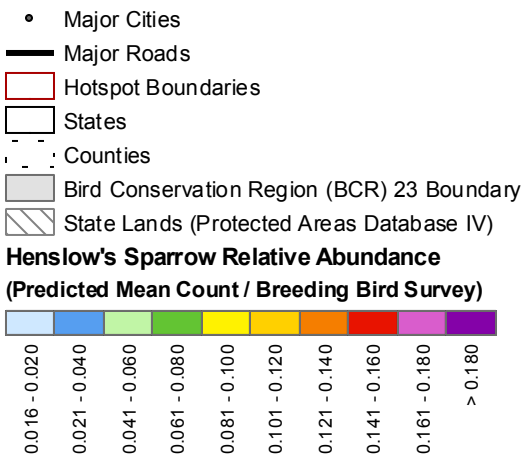 Major Cities
Major Roads
Hotspot Boundaries
States
Counties
Bird Conservation Region (BCR) 23 Boundary
State Lands (Protected Areas Database IV)
Henslow's Sparrow Relative Abundance
(Predicted Mean Count / Breeding Bird Survey)
0.016 - 0.020
0.021 - 0.040
0.041 - 0.060
0.061 - 0.080
0.081 - 0.100
0.101 - 0.120
0.121 - 0.140
0.141 - 0.160
0.161 - 0.180
> 0.180